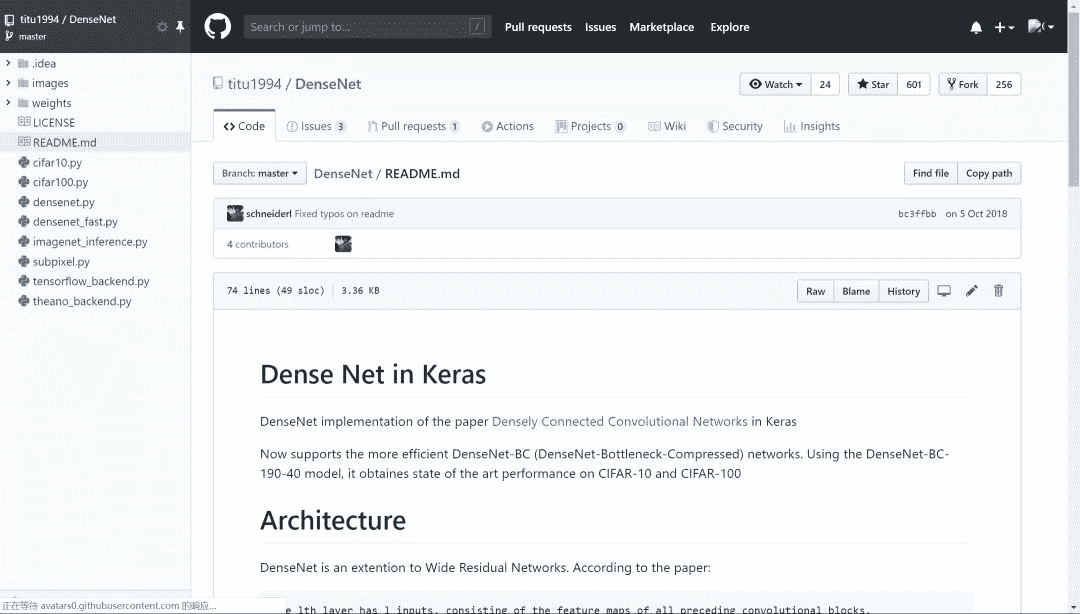 titu1994 / DenseNet
master
Search or jump to...
/
Pull requests Issues Marketplace Explore
.idea
images
weights
LICENSE
README.md
cifar10.py
cifar100.py
densenet.py
densenet_fast.py
imagenet_inference.py
subpixel.py
tensorflow_backend.py
theano_backend.py
titu1994 / DenseNet
Watch 24 Star 601 Fork 256
Code Issues 3 Pull requests 1 Actions Projects 0 Wiki Security Insights
Branch: master DenseNet / README.md Find file Copy path
schneiderl Fixed typos on readme bc3ffbb on 5 Oct 2018
4 contributors
74 lines (49 sloc) 3.36 KB Raw Blame History
Dense Net in Keras
DenseNet implementation of the paper Densely Connected Convolutional Networks in Keras
Now supports the more efficient DenseNet-BC (DenseNet-Bottleneck-Compressed) networks. Using the DenseNet-BC-
190-40 model, it obtaines state of the art performance on CIFAR-10 and CIFAR-100
Architecture
DenseNet is an extention to Wide Residual Networks. According to the paper:
lth layer has l inputs, consisting of the feature maps of all preceding convolutional blocks.
正在等待 avatars0.githubusercontent.com 的响应...